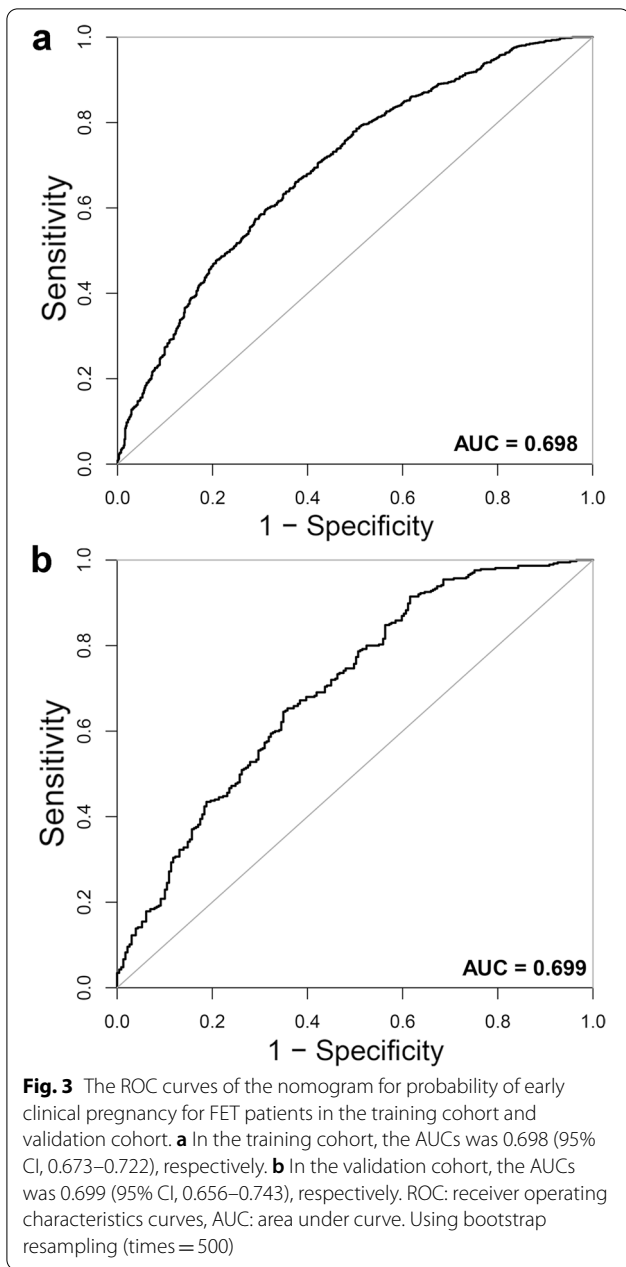 a
1.0
0.8
0.6
0.4
0.2
0.0
Sensitivity
AUC = 0.698
0.0 0.2 0.4 0.6 0.8 1.0
1 − Specificity
b
1.0
0.8
0.6
0.4
0.2
0.0
Sensitivity
AUC = 0.699
0.0 0.2 0.4 0.6 0.8 1.0
1 − Specificity
Fig. 3 The ROC curves of the nomogram for probability of early
clinical pregnancy for FET patients in the training cohort and
validation cohort. a In the training cohort, the AUCs was 0.698 (95%
CI, 0.673–0.722), respectively. b In the validation cohort, the AUCs
was 0.699 (95% CI, 0.656–0.743), respectively. ROC: receiver operating
characteristics curves, AUC: area under curve. Using bootstrap
resampling (times = 500)